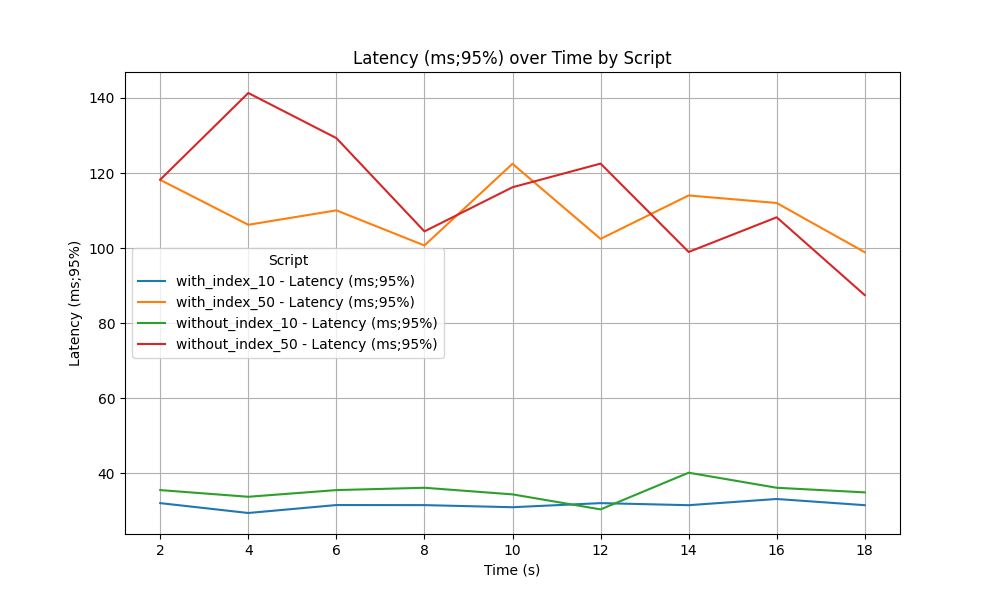 Latency (ms;95%) over Time by Script
Latency (ms;95%)
140
120
100
80
60
40
Script
with_index_10 - Latency (ms;95%)
with_index_50 - Latency (ms;95%)
without_index_10 - Latency (ms;95%)
without_index_50 - Latency (ms;95%)
2 4 6 8 10 12 14 16 18
Time (s)